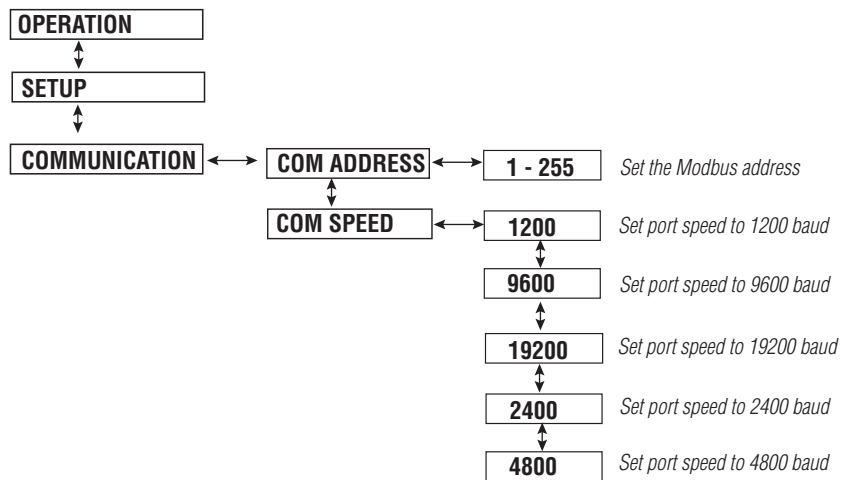 OPERATION
SETUP
COMMUNICATION
COM ADDRESS
1 - 255
Set the Modbus address
COM SPEED
1200
Set port speed to 1200 baud
9600
Set port speed to 9600 baud
19200
Set port speed to 19200 baud
2400
Set port speed to 2400 baud
4800
Set port speed to 4800 baud